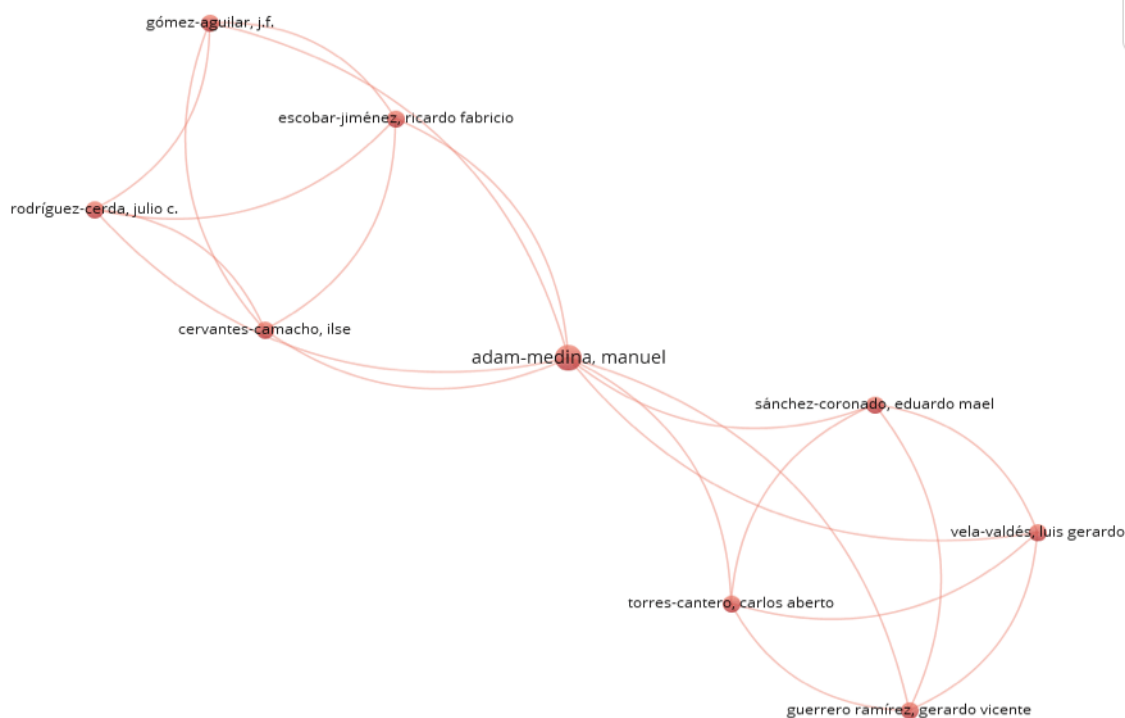 gómez-aguilar, j.f.
escobar-jiménez, ricardo fabricio
rodríguez-cerda, julio c.
cervantes-camacho, ilse
adam-medina, manuel
sánchez-coronado, eduardo mael
vela-valdés, luis gerardo
torres-cantero, carlos aberto
guerrero ramírez, gerardo vicente